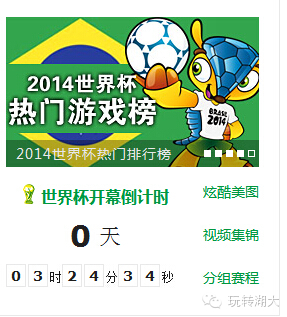 2014世界杯
热门游戏榜
BRASIL
2014
2014世界杯热门排行榜
世界杯开幕倒计时
炫酷美图
0 天
视频集锦
03时24分34秒
分组赛程
玩转湖大